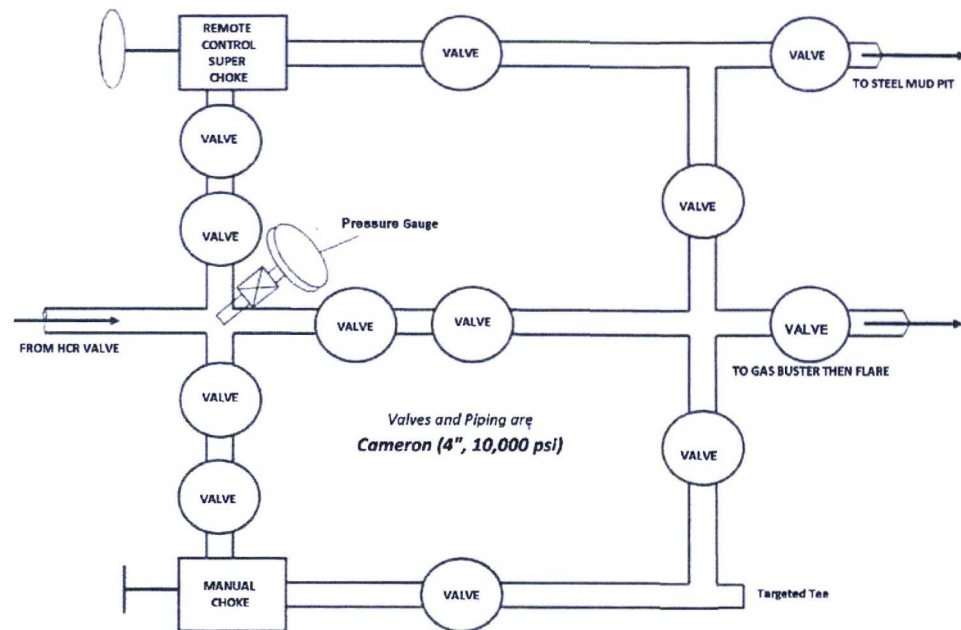 REMOTE
CONTROL
SUPER
CHOKE
VALVE
VALVE
TO STEEL MUD PIT
VALVE
VALVE
VALVE
Pressure Gauge
VALVE
VALVE
VALVE
FROM HCR VALVE
TO GAS BUSTER THEN FLARE
VALVE
Valves and Piping are
Cameron (4", 10,000 psi)
VALVE
VALVE
MANUAL
CHOKE
VALVE
Targeted Tee